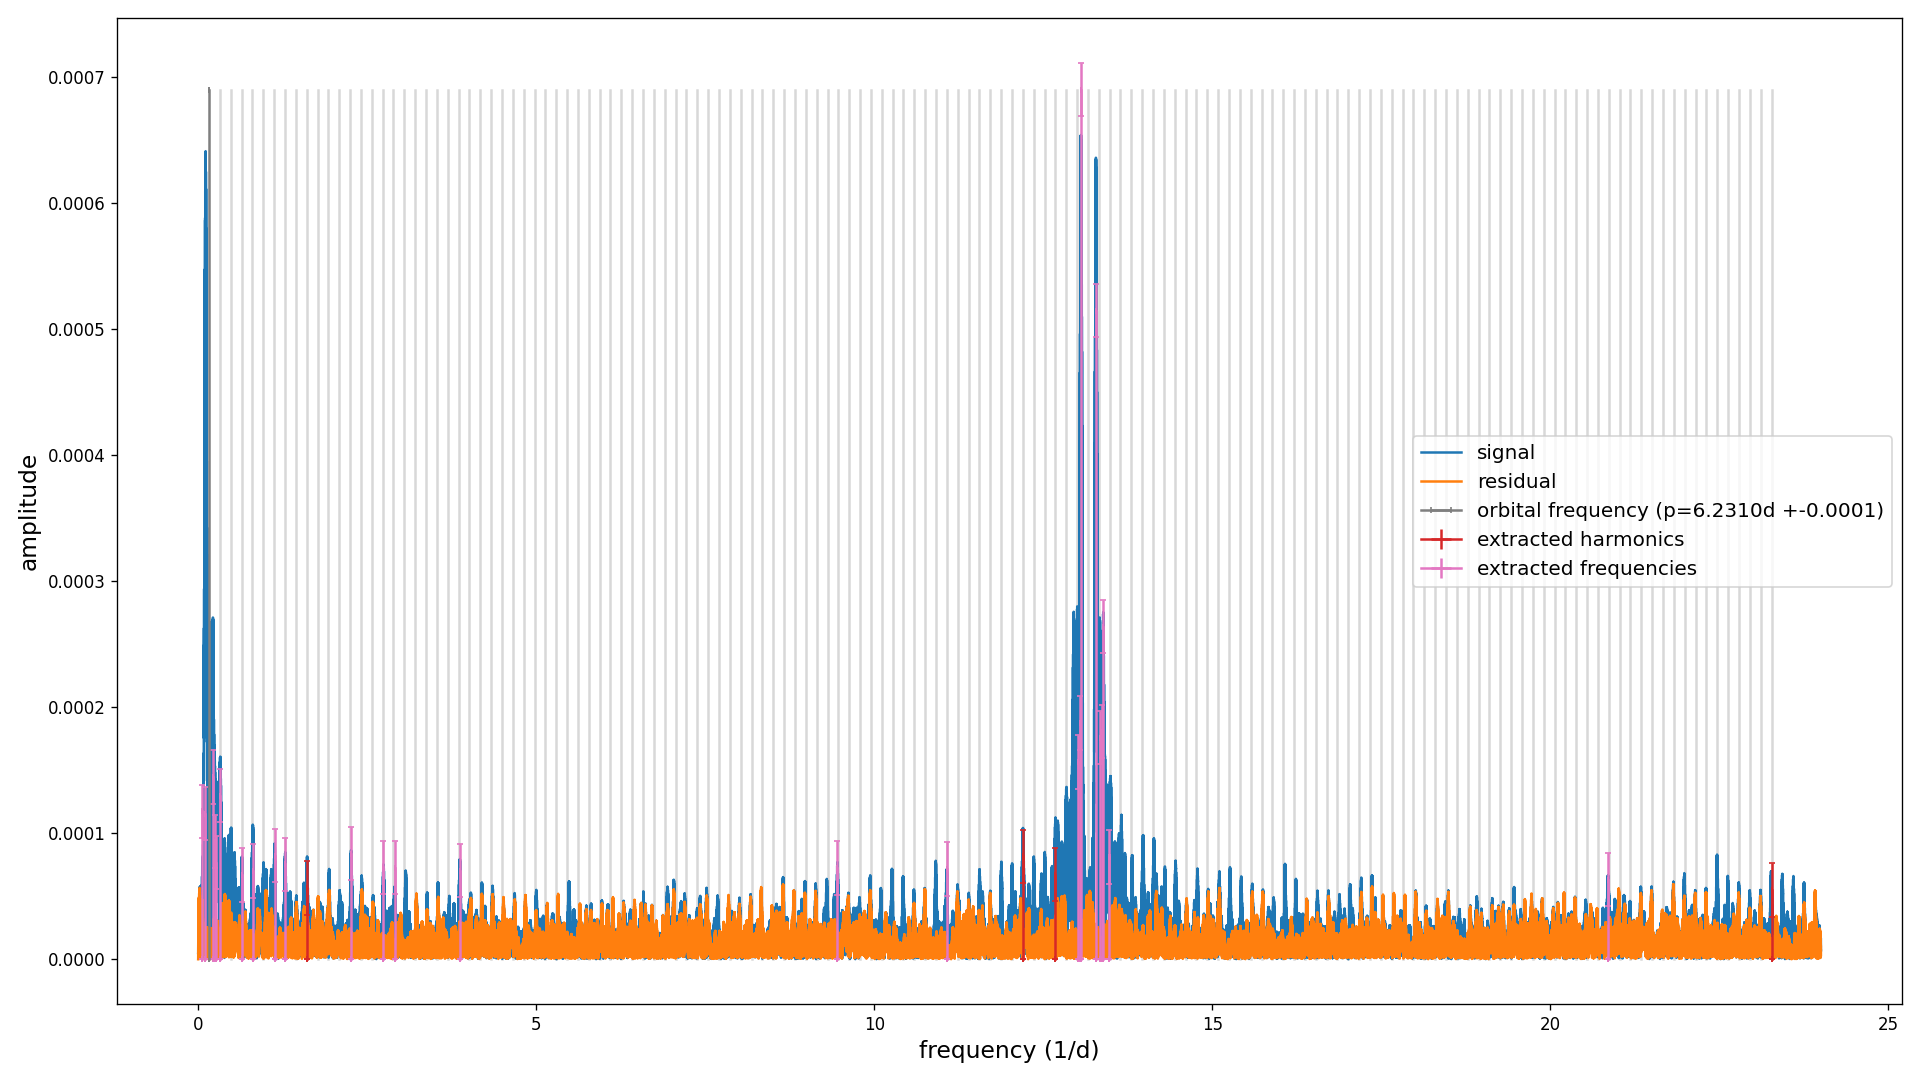 0.0007
0.0006
0.0005
0.0004
0.0003
0.0002
0.0001
0.0000
amplitude
signal
residual
orbital frequency (p=6.2310d +-0.0001)
extracted harmonics
extracted frequencies
0 5 10 15 20 25
frequency (1/d)